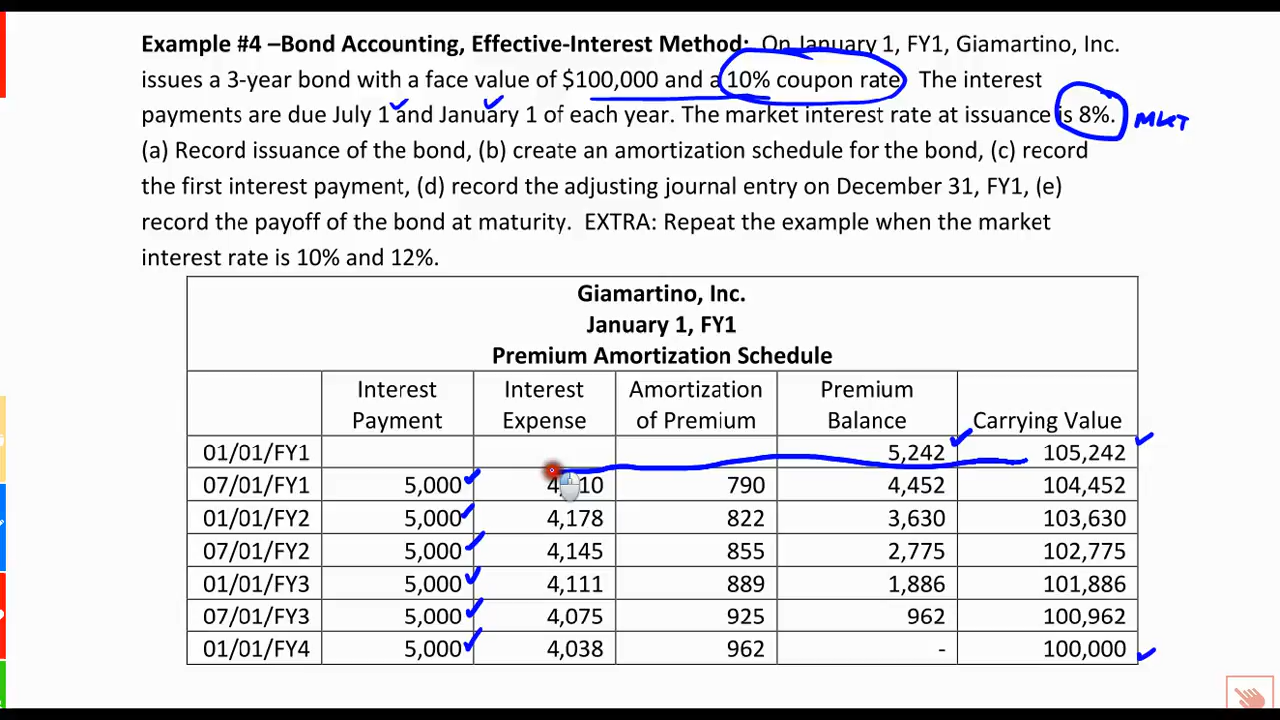 Example #4 –Bond Accounting, Effective-Interest Method: On January 1, FY1, Giamartino, Inc.
issues a 3-year bond with a face value of $100,000 and a 10% coupon rate The interest
payments are due July 1 and January 1 of each year. The market interest rate at issuance is 8%. MKT
(a) Record issuance of the bond, (b) create an amortization schedule for the bond, (c) record
the first interest payment, (d) record the adjusting journal entry on December 31, FY1, (e)
record the payoff of the bond at maturity. EXTRA: Repeat the example when the market
interest rate is 10% and 12%.
Giamartino, Inc.
January 1, FY1
Premium Amortization Schedule
Interest Payment Interest Expense Amortization of Premium Premium Balance Carrying Value
01/01/FY1 5,242 105,242
07/01/FY1 5,000 790 4,452 104,452
01/01/FY2 5,000 4,178 822 3,630 103,630
07/01/FY2 5,000 4,145 855 2,775 102,775
01/01/FY3 5,000 4,111 889 1,886 101,886
07/01/FY3 5,000 4,075 925 962 100,962
01/01/FY4 5,000 4,038 962 - 100,000